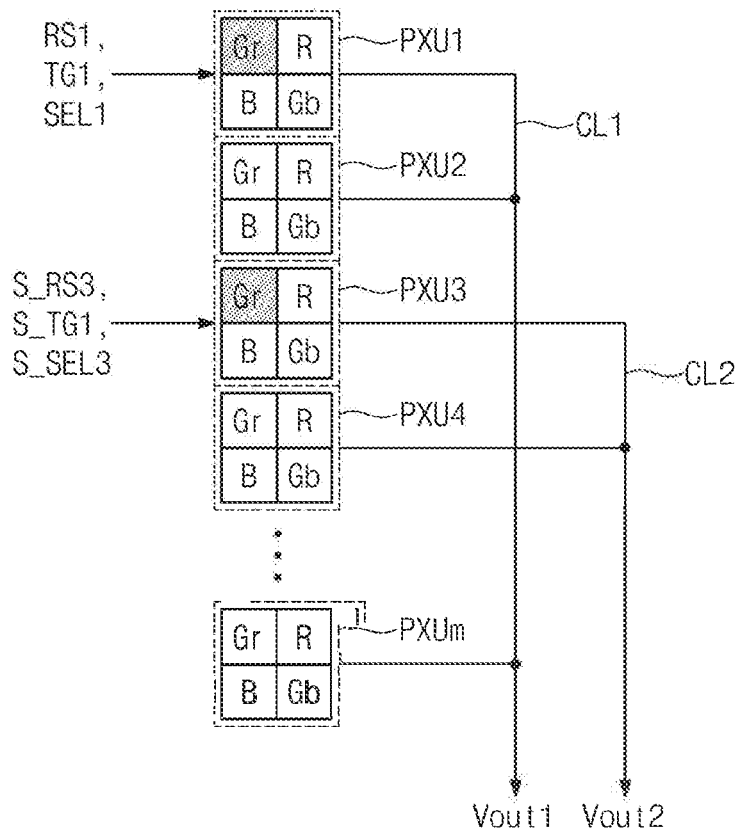 RS1,
TG1,
SEL1
Gr R
B Gb
PXU1
CL1
Gr R
B Gb
PXU2
S_RS3,
S_TG1,
S_SEL3
Gr R
B Gb
PXU3
CL2
Gr R
B Gb
PXU4
Gr R
B Gb
PXUm
Vout1 Vout2